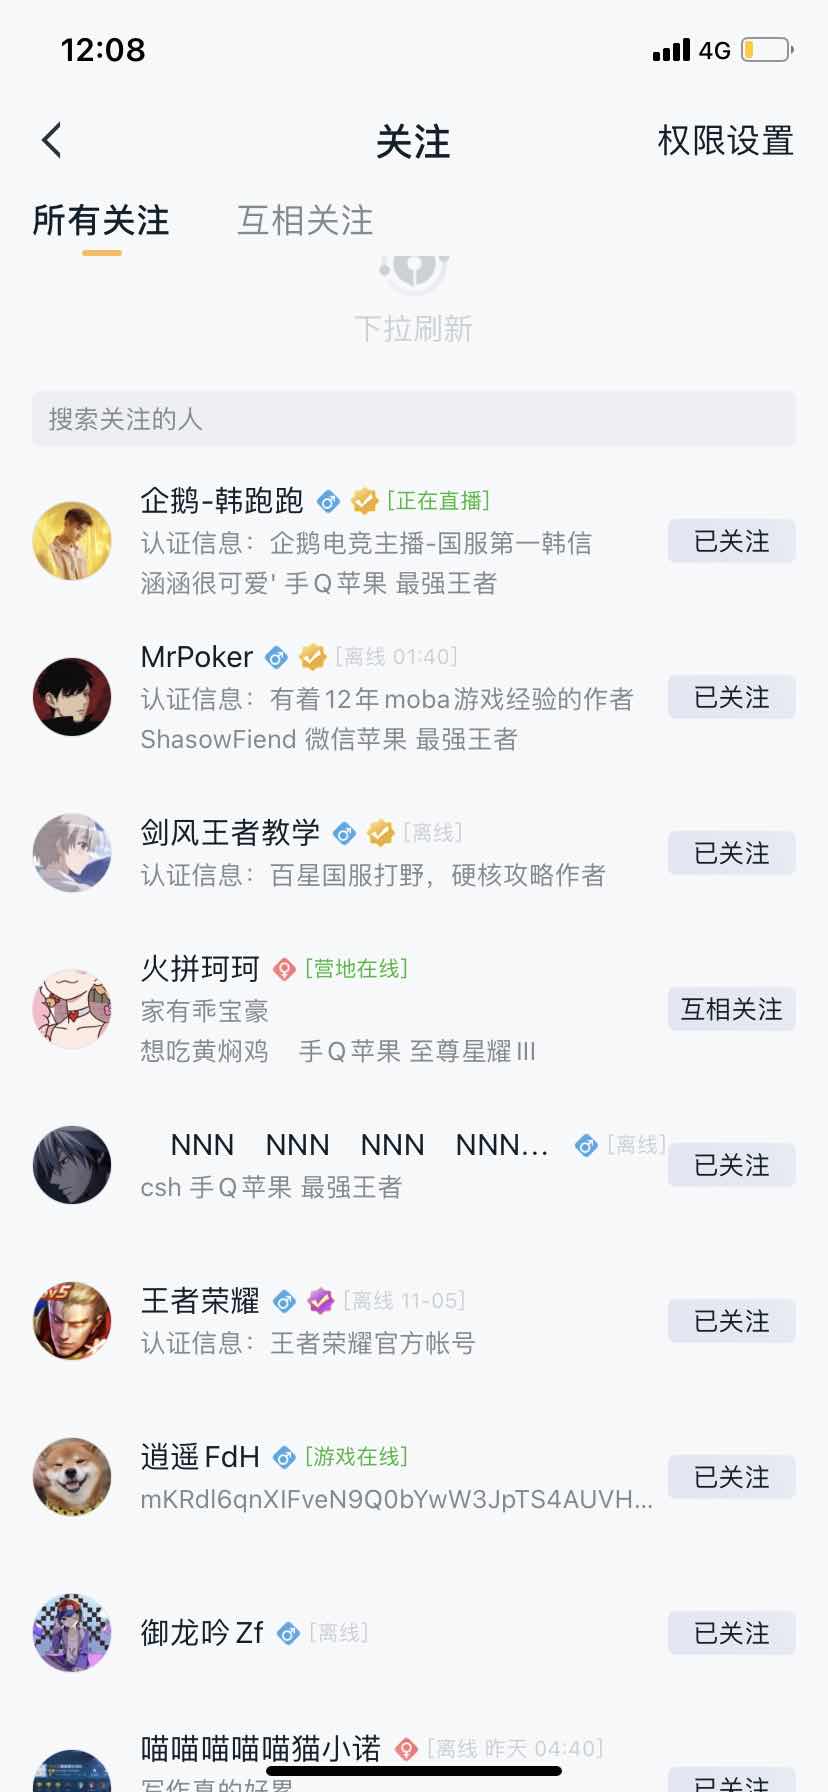 12:08
4G
关注
权限设置
所有关注
互相关注
下拉刷新
搜索关注的人
企鹅-韩跑跑 [正在直播]
认证信息：企鹅电竞主播-国服第一韩信
涵涵很可爱' 手Q苹果 最强王者
已关注
MrPoker [离线 01:40]
认证信息：有着12年moba游戏经验的作者
ShasowFiend 微信苹果 最强王者
已关注
剑风王者教学 [离线]
认证信息：百星国服打野，硬核攻略作者
已关注
火拼珂珂 [营地在线]
家有乖宝豪
想吃黄焖鸡 手Q苹果 至尊星耀III
互相关注
NNN NNN NNN NNN... [离线]
csh 手Q苹果 最强王者
已关注
王者荣耀 [离线 11-05]
认证信息：王者荣耀官方帐号
已关注
逍遥FdH [游戏在线]
mKRdl6qnXIFveN9Q0bYwW3JpTS4AUVH...
已关注
御龙吟Zf [离线]
已关注
喵喵喵喵喵猫小诺 [离线 昨天 04:40]
写作真的好累
已关注